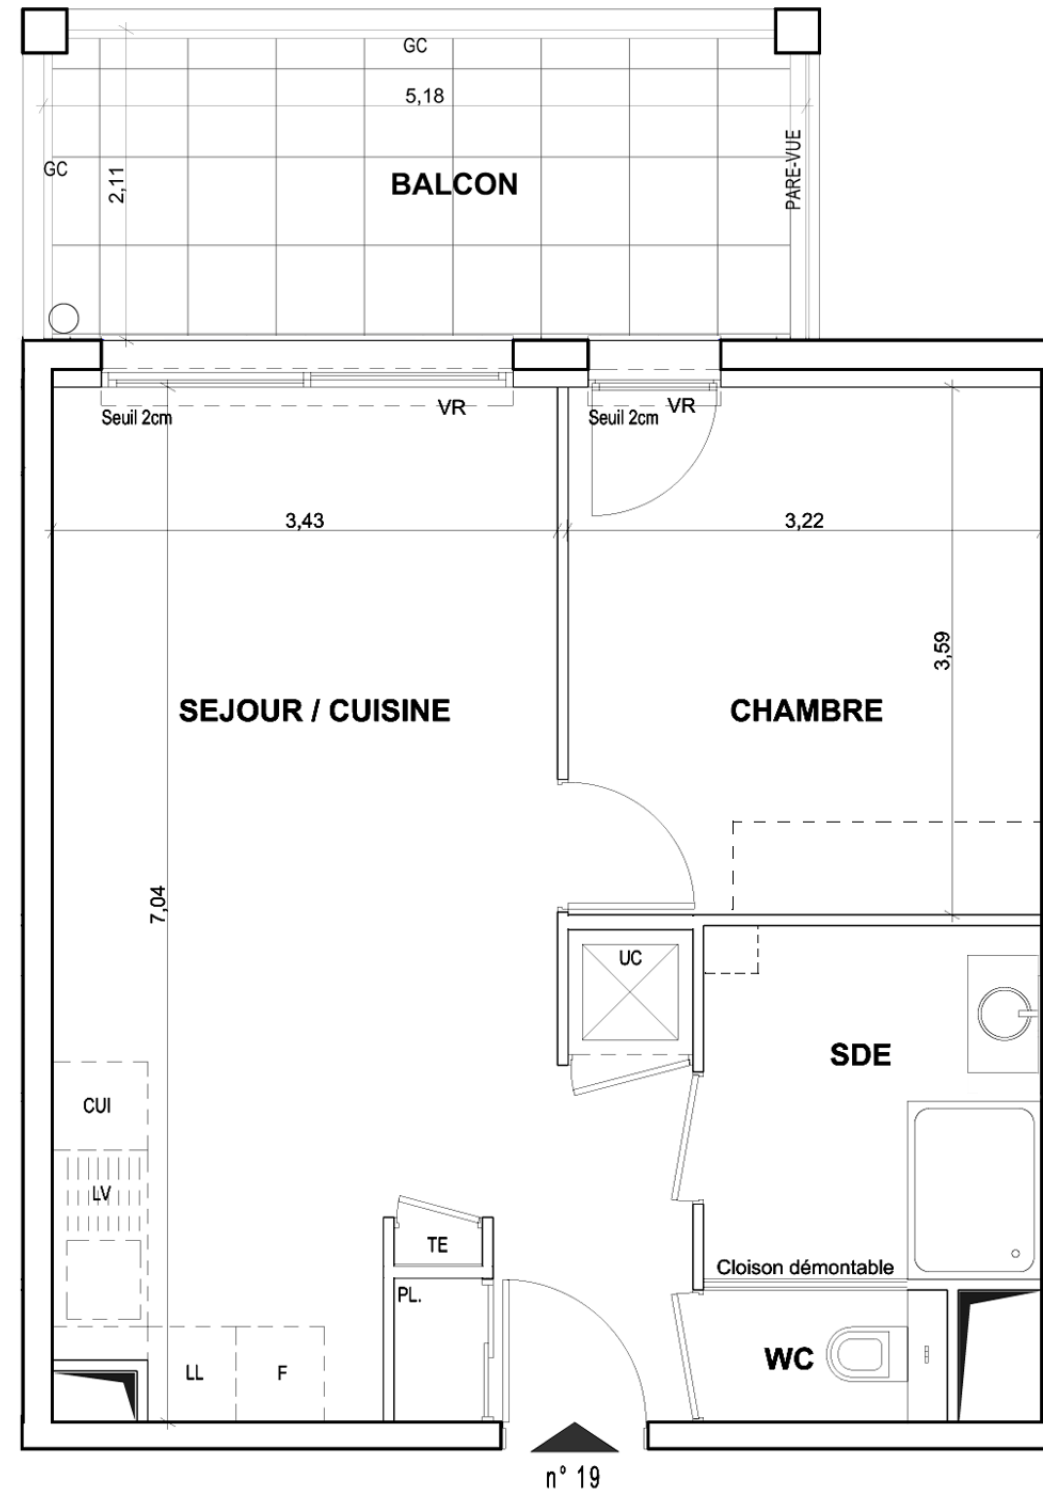 GC
5,18
GC
2,11
BALCON
PARE-VUE
Seuil 2cm
VR
Seuil 2cm
VR
3,43
3,22
3,59
SEJOUR / CUISINE
CHAMBRE
7,04
UC
SDE
CUI
LV
TE
Cloison démontable
PL.
WC
LL
F
n° 19